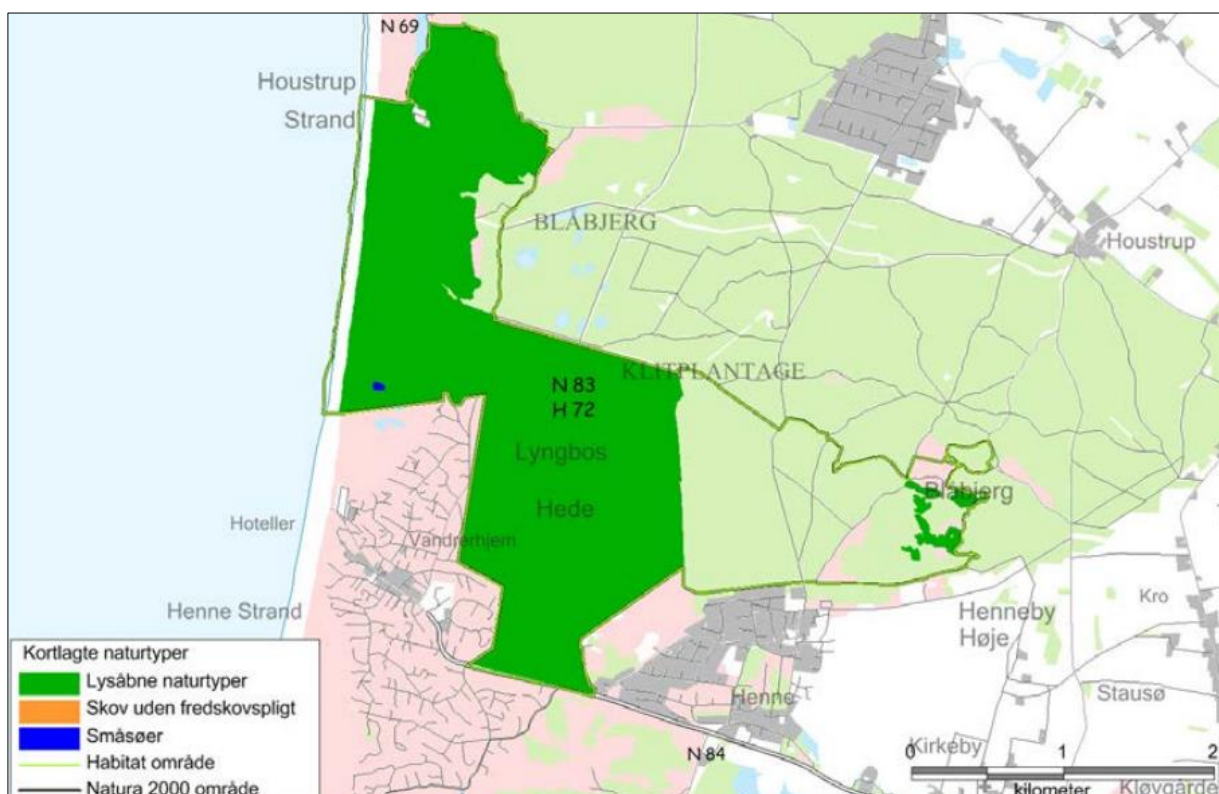 N 69
Houstrup
Strand
BLÅBJERG
Houstrup
KLITPLANTAGE
N 83
H 72
Lyngbos
Hede
Blåbjerg
Hoteller
Vandrerhjem
Henne Strand
Henneby
Høje
Kro
Stausø
Henne
N 84
Kirkeby
Kløvgårde
0 1 2
kilometer
Kortlagte naturtyper
Lysåbne naturtyper
Skov uden fredskovspligt
Småsøer
Habitat område
Natura 2000 område